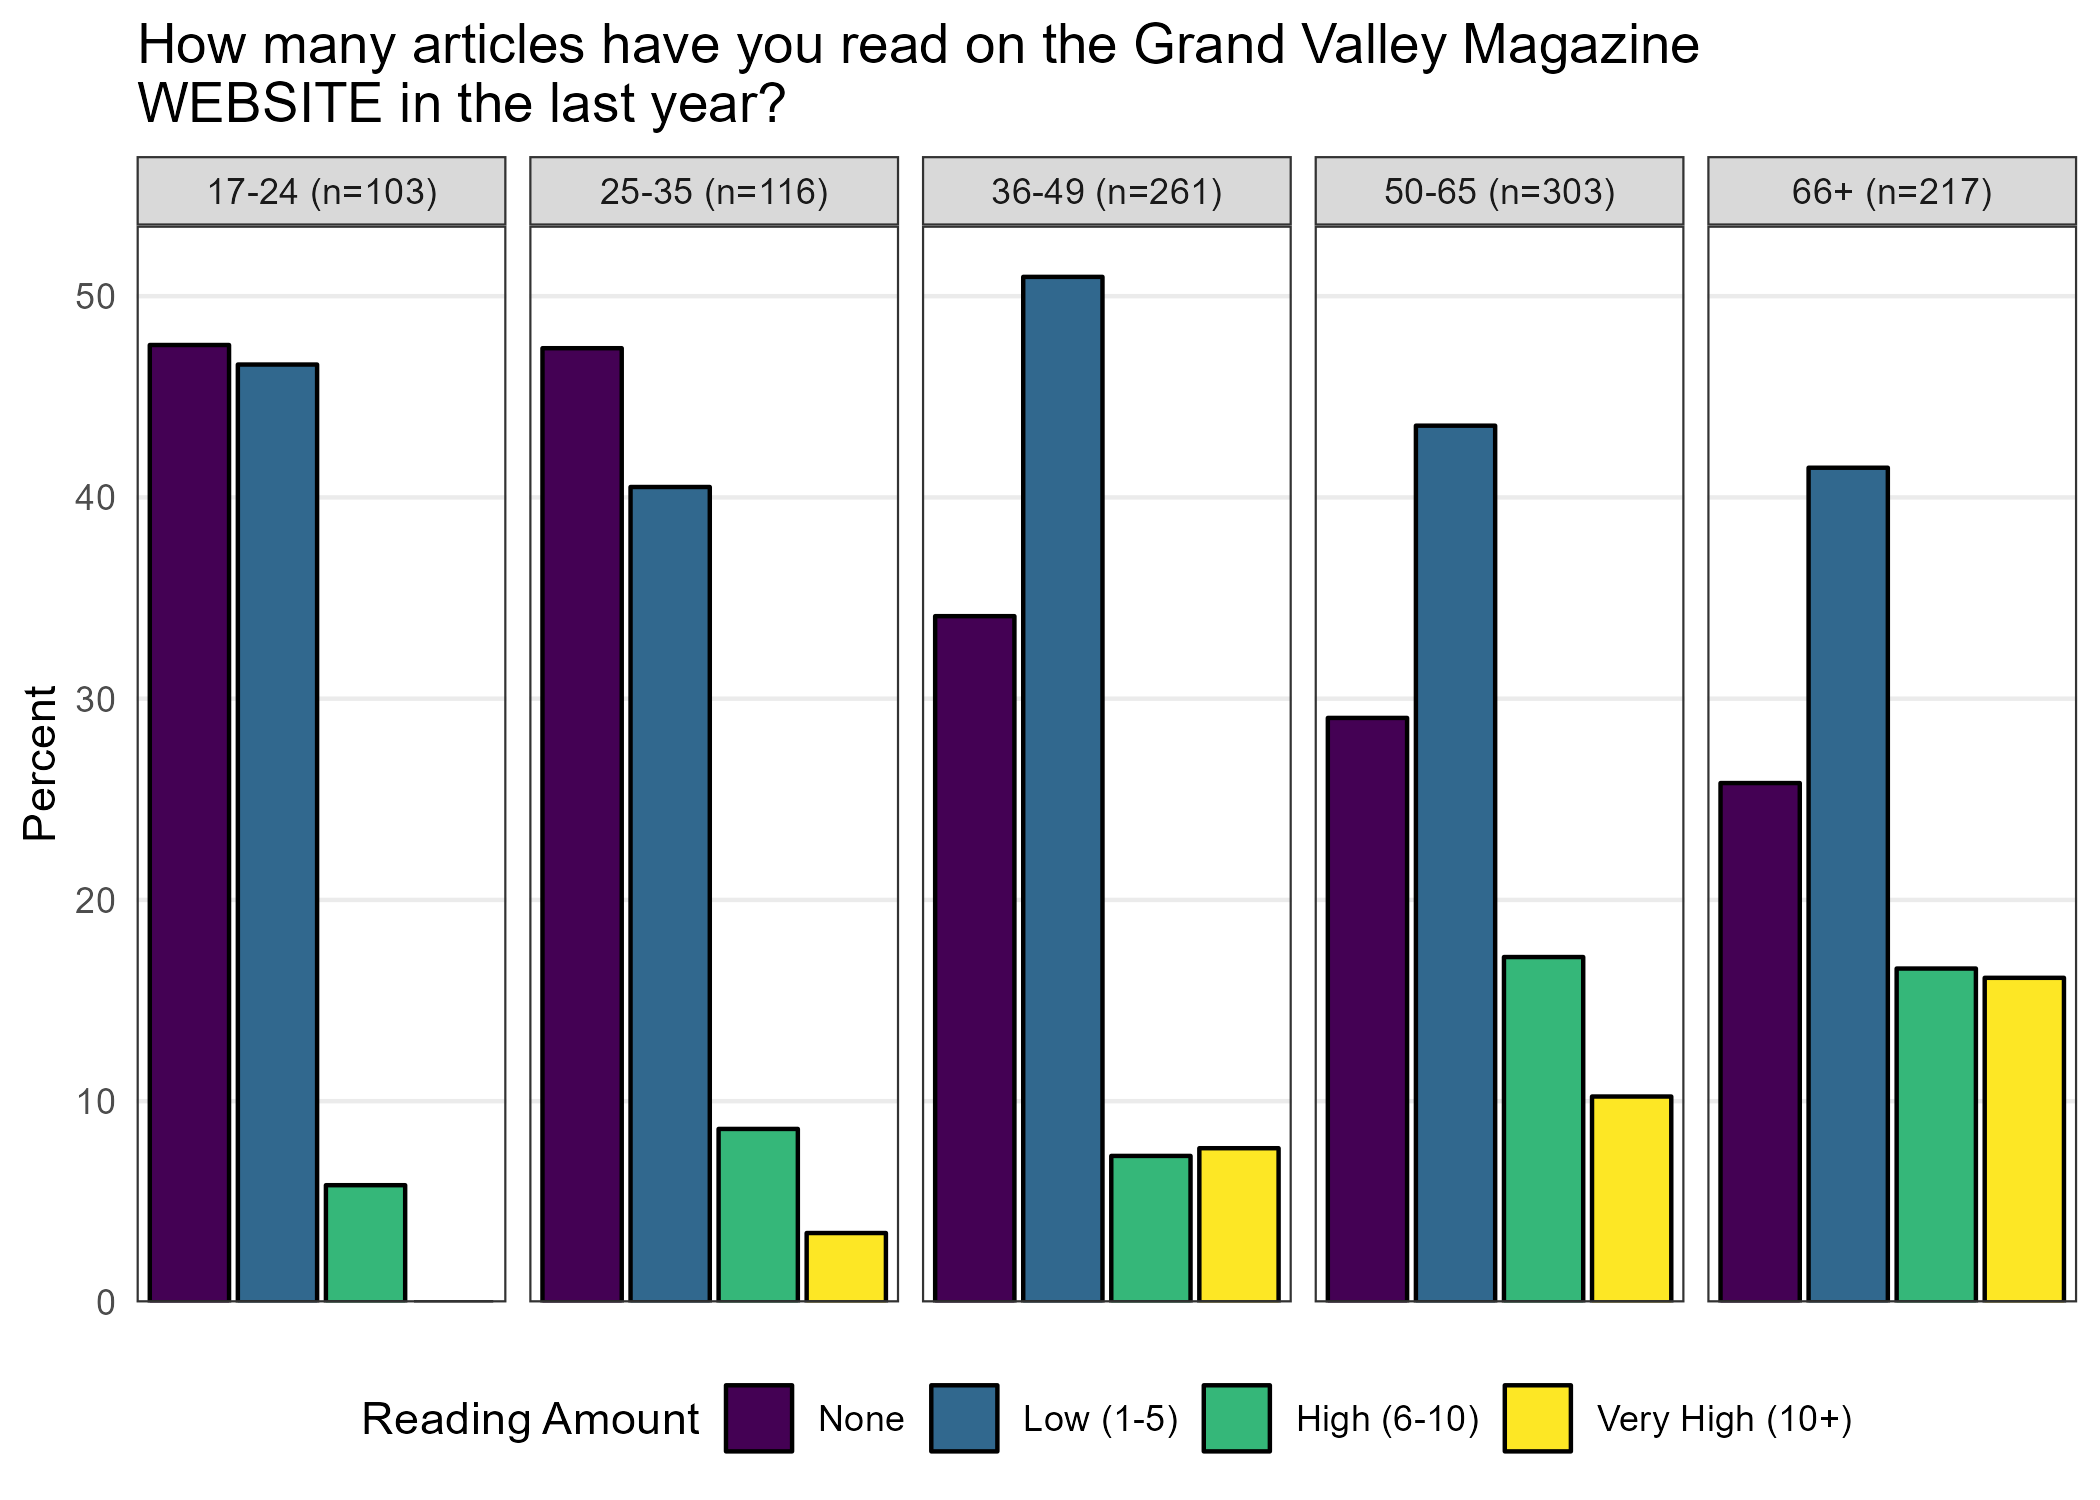 How many articles have you read on the Grand Valley Magazine
WEBSITE in the last year?
17-24 (n=103)
25-35 (n=116)
36-49 (n=261)
50-65 (n=303)
66+ (n=217)
Percent
50
40
30
20
10
0
Reading Amount
None
Low (1-5)
High (6-10)
Very High (10+)